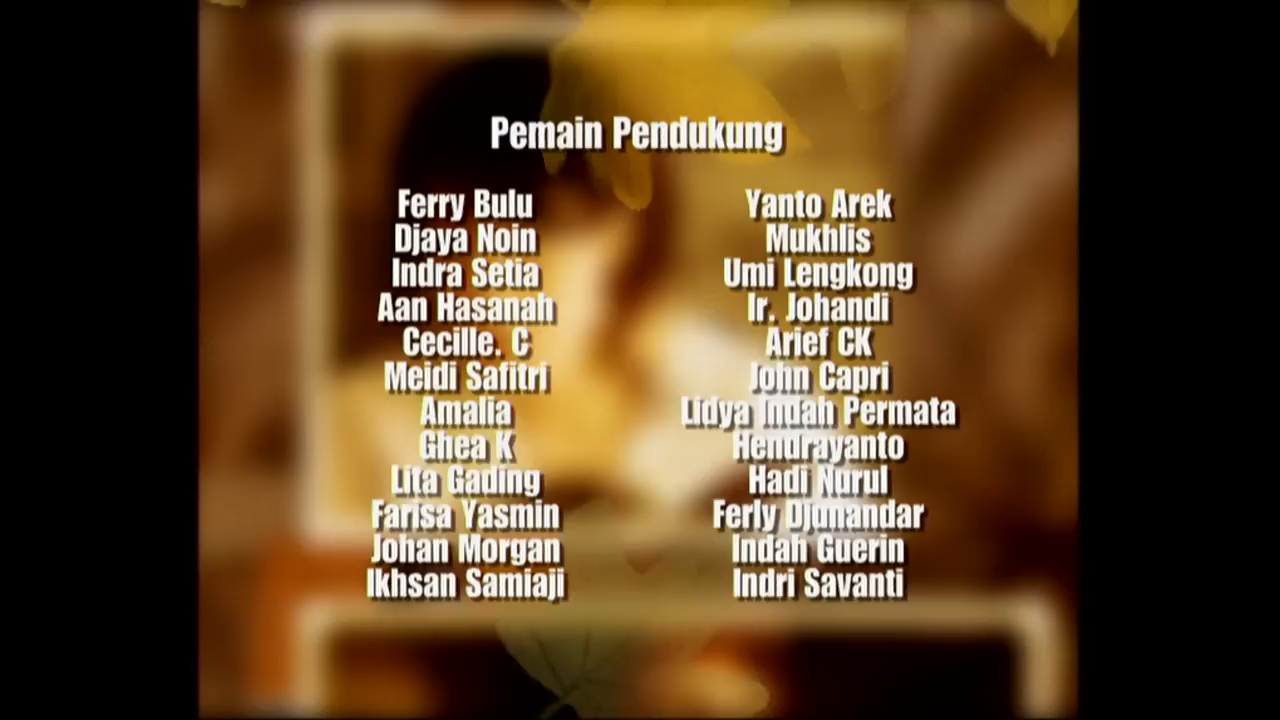 Pemain Pendukung
Ferry Bulu
Djaya Noin
Indra Setia
Aan Hasanah
Cecille. C
Meidi Safitri
Amalia
Ghea K
Lita Gading
Farisa Yasmin
Johan Morgan
Ikhsan Samiaji
Yanto Arek
Mukhlis
Umi Lengkong
Ir. Johandi
Arief CK
John Capri
Lidya Indah Permata
Hendrayanto
Hadi Nurul
Ferly Djunandar
Indah Guerin
Indri Savanti